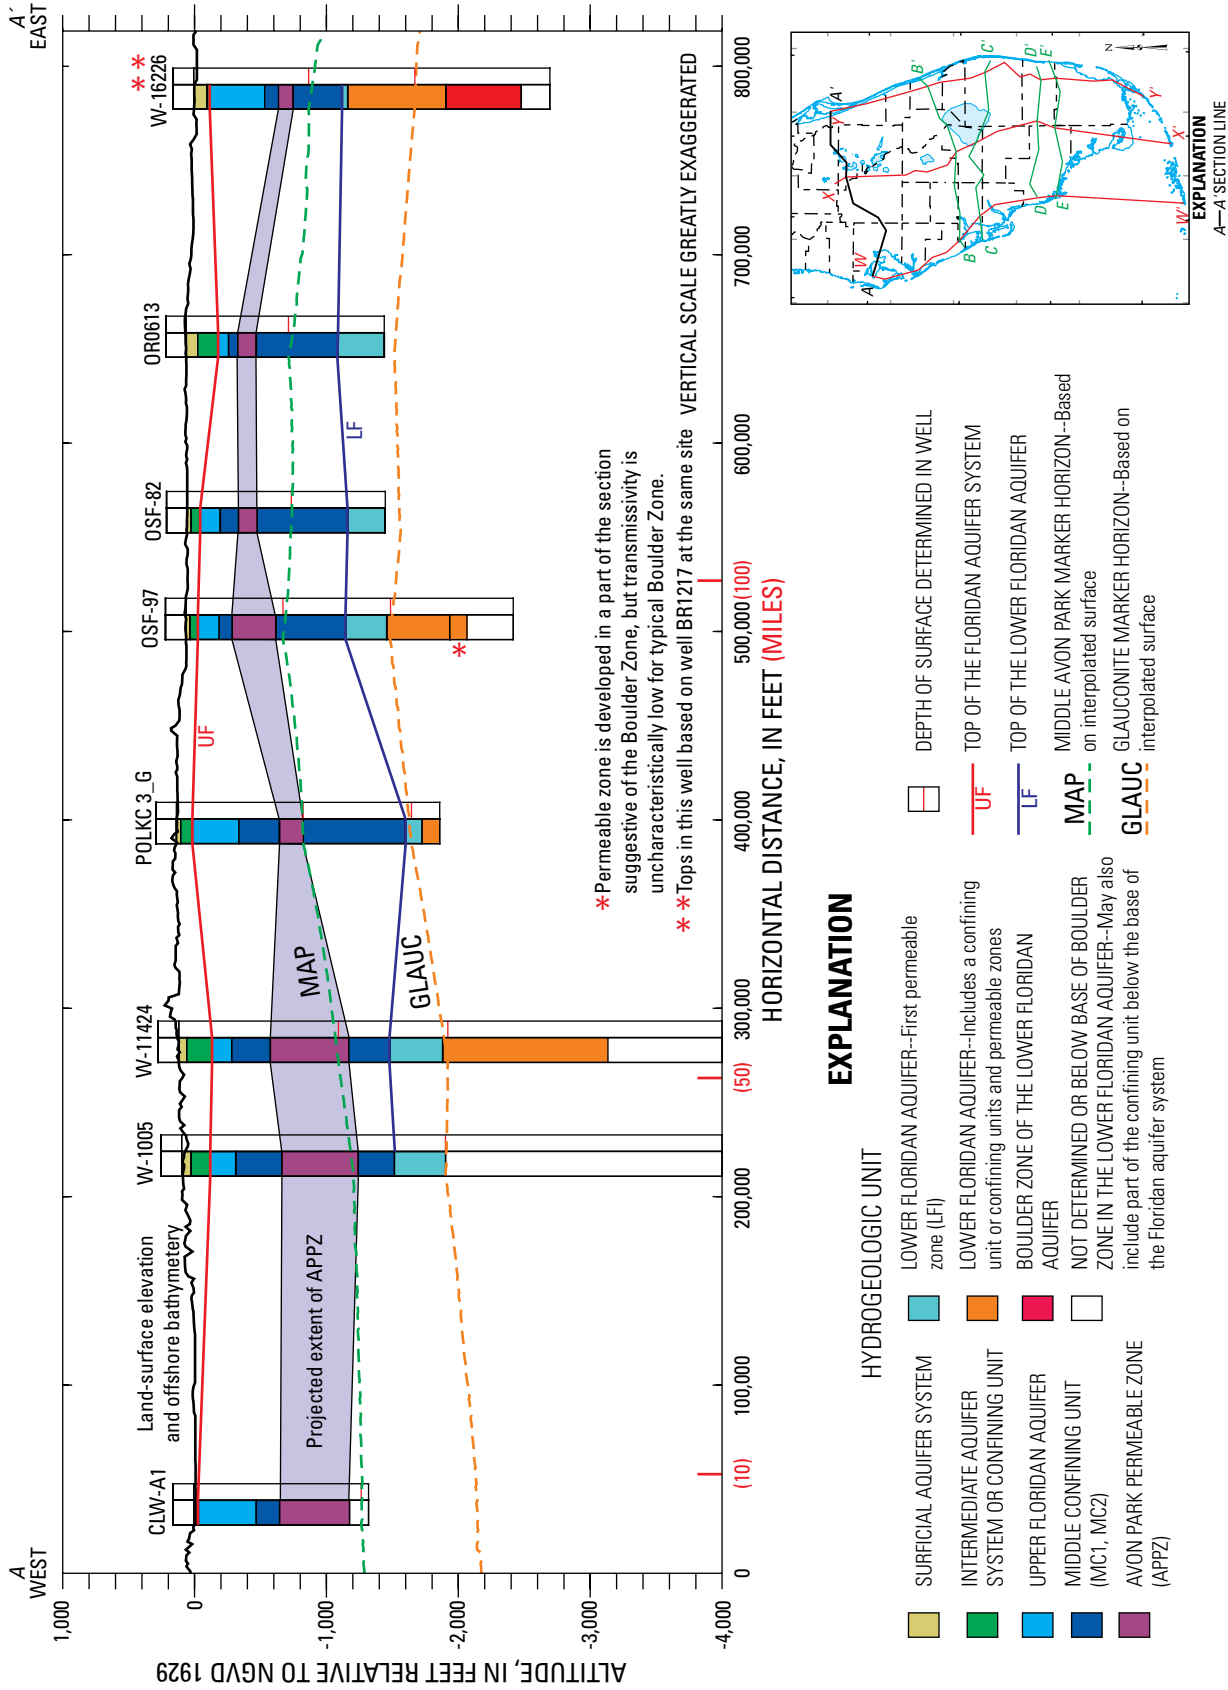 A
WEST
A′
EAST
CLW-A1
W-1005
W-11424
POLKC 3_G
OSF-97
OSF-82
OR0613
W-16226
* *
Land-surface elevation
and offshore bathymetery
UF
Projected extent of APPZ
MAP
GLAUC
LF
*
1,000
0
-1,000
-2,000
-3,000
-4,000
ALTITUDE, IN FEET RELATIVE TO NGVD 1929
* Permeable zone is developed in a part of the section
suggestive of the Boulder Zone, but transmissivity is
uncharacteristically low for typical Boulder Zone.
* * Tops in this well based on well BR1217 at the same site
VERTICAL SCALE GREATLY EXAGGERATED
(10)
(50)
(100)
0
100,000
200,000
300,000
400,000
500,000
600,000
700,000
800,000
HORIZONTAL DISTANCE, IN FEET (MILES)
EXPLANATION
HYDROGEOLOGIC UNIT
SURFICIAL AQUIFER SYSTEM
INTERMEDIATE AQUIFER
SYSTEM OR CONFINING UNIT
UPPER FLORIDAN AQUIFER
MIDDLE CONFINING UNIT
(MC1, MC2)
AVON PARK PERMEABLE ZONE
(APPZ)
LOWER FLORIDAN AQUIFER--First permeable
zone (LFI)
LOWER FLORIDAN AQUIFER--Includes a confining
unit or confining units and permeable zones
BOULDER ZONE OF THE LOWER FLORIDAN
AQUIFER
NOT DETERMINED OR BELOW BASE OF BOULDER
ZONE IN THE LOWER FLORIDAN AQUIFER--May also
include part of the confining unit below the base of
the Floridan aquifer system
DEPTH OF SURFACE DETERMINED IN WELL
UF
TOP OF THE FLORIDAN AQUIFER SYSTEM
LF
TOP OF THE LOWER FLORIDAN AQUIFER
MAP
MIDDLE AVON PARK MARKER HORIZON--Based
on interpolated surface
GLAUC
GLAUCONITE MARKER HORIZON--Based on
interpolated surface
A
W
X
Y
A'
B
B'
C
C'
D
D'
E
E'
W'
X'
Y'
N
EXPLANATION
A—A' SECTION LINE